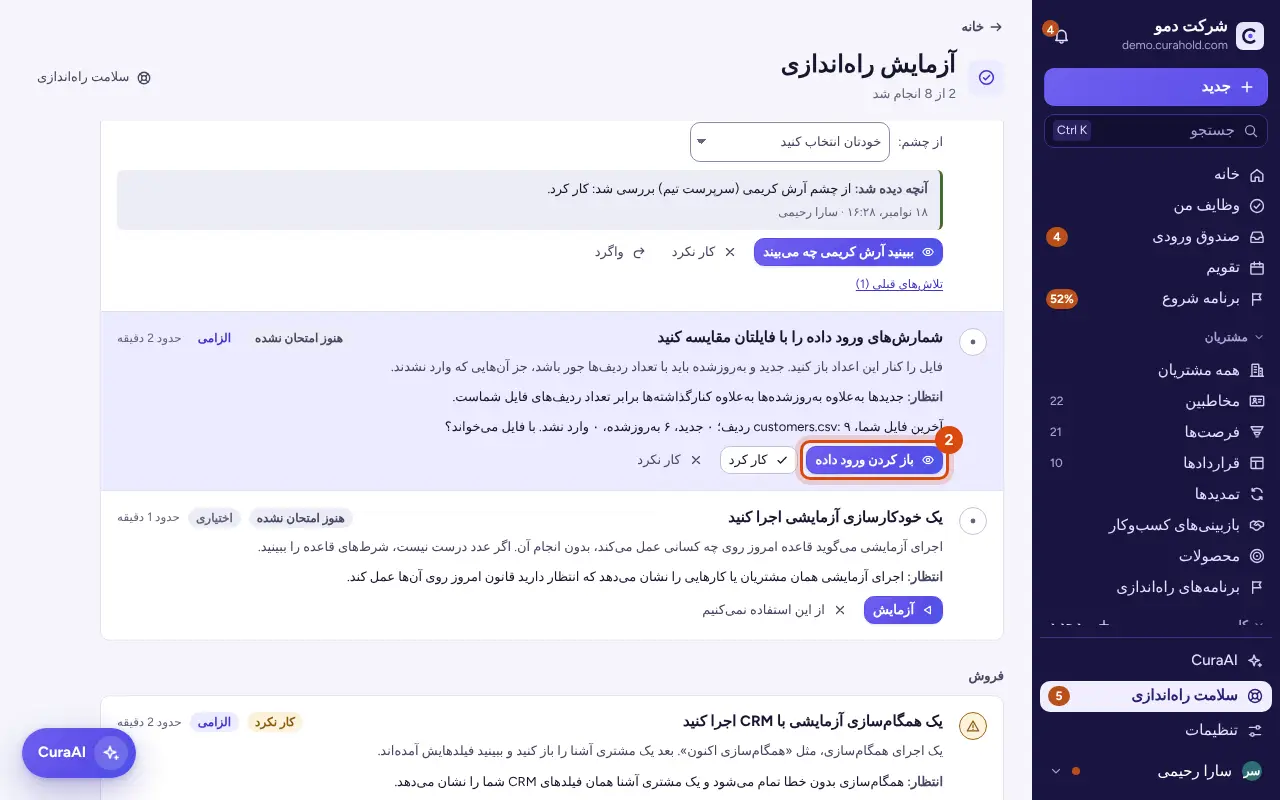 شرکت دمو
demo.curahold.com
4
جدید
جستجو
Ctrl K
خانه
وظایف من
صندوق ورودی
4
تقویم
برنامه شروع
52%
مشتریان
همه مشتریان
مخاطبین
22
فرصت‌ها
21
قراردادها
10
تمدیدها
بازبینی‌های کسب‌وکار
محصولات
برنامه‌های راه‌اندازی
CuraAI
سلامت راه‌اندازی
5
تنظیمات
سر
سارا رحیمی
خانه
آزمایش راه‌اندازی
2 از 8 انجام شد
سلامت راه‌اندازی
از چشم:
خودتان انتخاب کنید
آنچه دیده شد: از چشم آرش کریمی (سرپرست تیم) بررسی شد: کار کرد.
۱۸ نوامبر، ۱۶:۲۸ · سارا رحیمی
ببینید آرش کریمی چه می‌بیند
کار نکرد
واگرد
تلاش‌های قبلی (1)
شمارش‌های ورود داده را با فایلتان مقایسه کنید
هنوز امتحان نشده
الزامی
حدود 2 دقیقه
فایل را کنار این اعداد باز کنید. جدید و به‌روزشده باید با تعداد ردیف‌ها جور باشد، جز آن‌هایی که وارد نشدند.
انتظار: جدیدها به‌علاوه به‌روزشده‌ها به‌علاوه کنارگذاشته‌ها برابر تعداد ردیف‌های فایل شماست.
آخرین فایل شما، customers.csv: ۹ ردیف؛ ۰ جدید، ۶ به‌روزشده، ۰ وارد نشد. با فایل می‌خواند؟
2
باز کردن ورود داده
کار کرد
کار نکرد
یک خودکارسازی آزمایشی اجرا کنید
هنوز امتحان نشده
اختیاری
حدود 1 دقیقه
اجرای آزمایشی می‌گوید قاعده امروز روی چه کسانی عمل می‌کند، بدون انجام آن. اگر عدد درست نیست، شرط‌های قاعده را ببینید.
انتظار: اجرای آزمایشی همان مشتریان یا کارهایی را نشان می‌دهد که انتظار دارید قانون امروز روی آن‌ها عمل کند.
آزمایش
از این استفاده نمی‌کنیم
فروش
یک همگام‌سازی آزمایشی با CRM اجرا کنید
کار نکرد
الزامی
حدود 2 دقیقه
یک اجرای همگام‌سازی، مثل «همگام‌سازی اکنون». بعد یک مشتری آشنا را باز کنید و ببینید فیلدهایش آمده‌اند.
انتظار: همگام‌سازی بدون خطا تمام می‌شود و یک مشتری آشنا همان فیلدهای CRM شما را نشان می‌دهد.
CuraAI